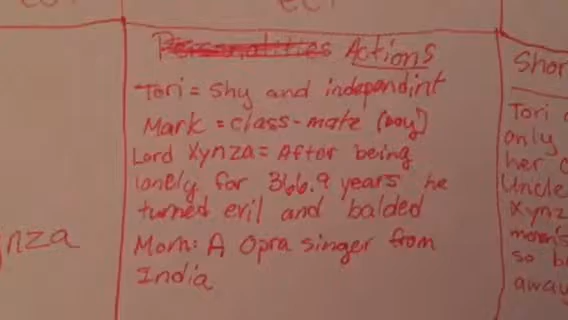 Personalities Actions
Tori = Shy and independint
Mark = class-mate (boy)
Lord Xynza = After being
lonely for 366.9 years he
turned evil and balded
Mom: A Opra singer from
India
nza
Shor
Tori
only
her
Uncle
Xynz
mom's
so b
away